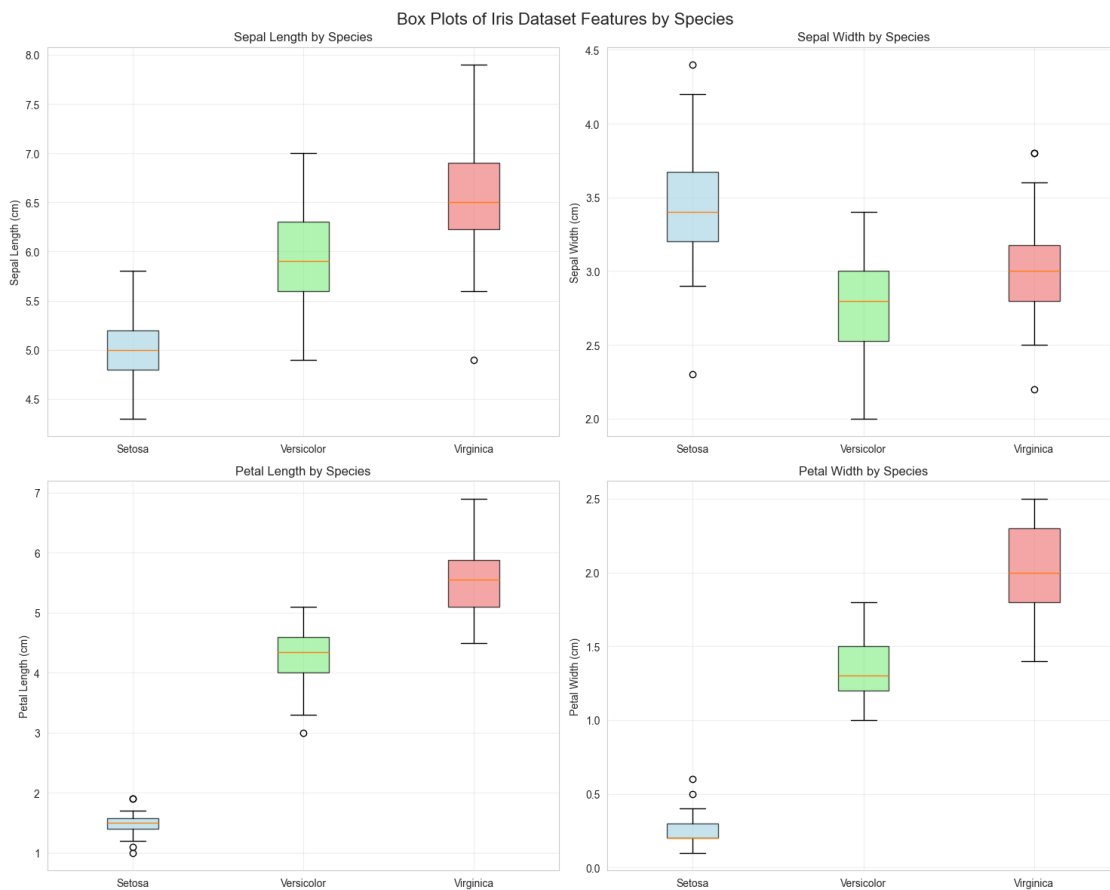 Box Plots of Iris Dataset Features by Species
Sepal Length by Species
Sepal Length (cm)
8.0
7.5
7.0
6.5
6.0
5.5
5.0
4.5
Setosa
Versicolor
Virginica
Sepal Width by Species
Sepal Width (cm)
4.5
4.0
3.5
3.0
2.5
2.0
Setosa
Versicolor
Virginica
Petal Length by Species
Petal Length (cm)
7
6
5
4
3
2
1
Setosa
Versicolor
Virginica
Petal Width by Species
Petal Width (cm)
2.5
2.0
1.5
1.0
0.5
0.0
Setosa
Versicolor
Virginica